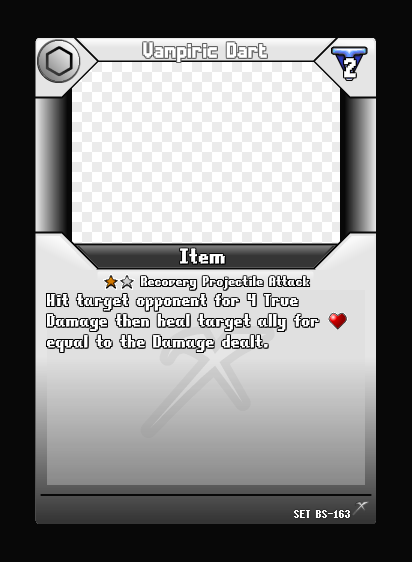 Vampiric Dart
2
Item
Recovery Projectile Attack
Hit target opponent for 4 True
Damage then heal target ally for
equal to the Damage dealt.
SET BS-163